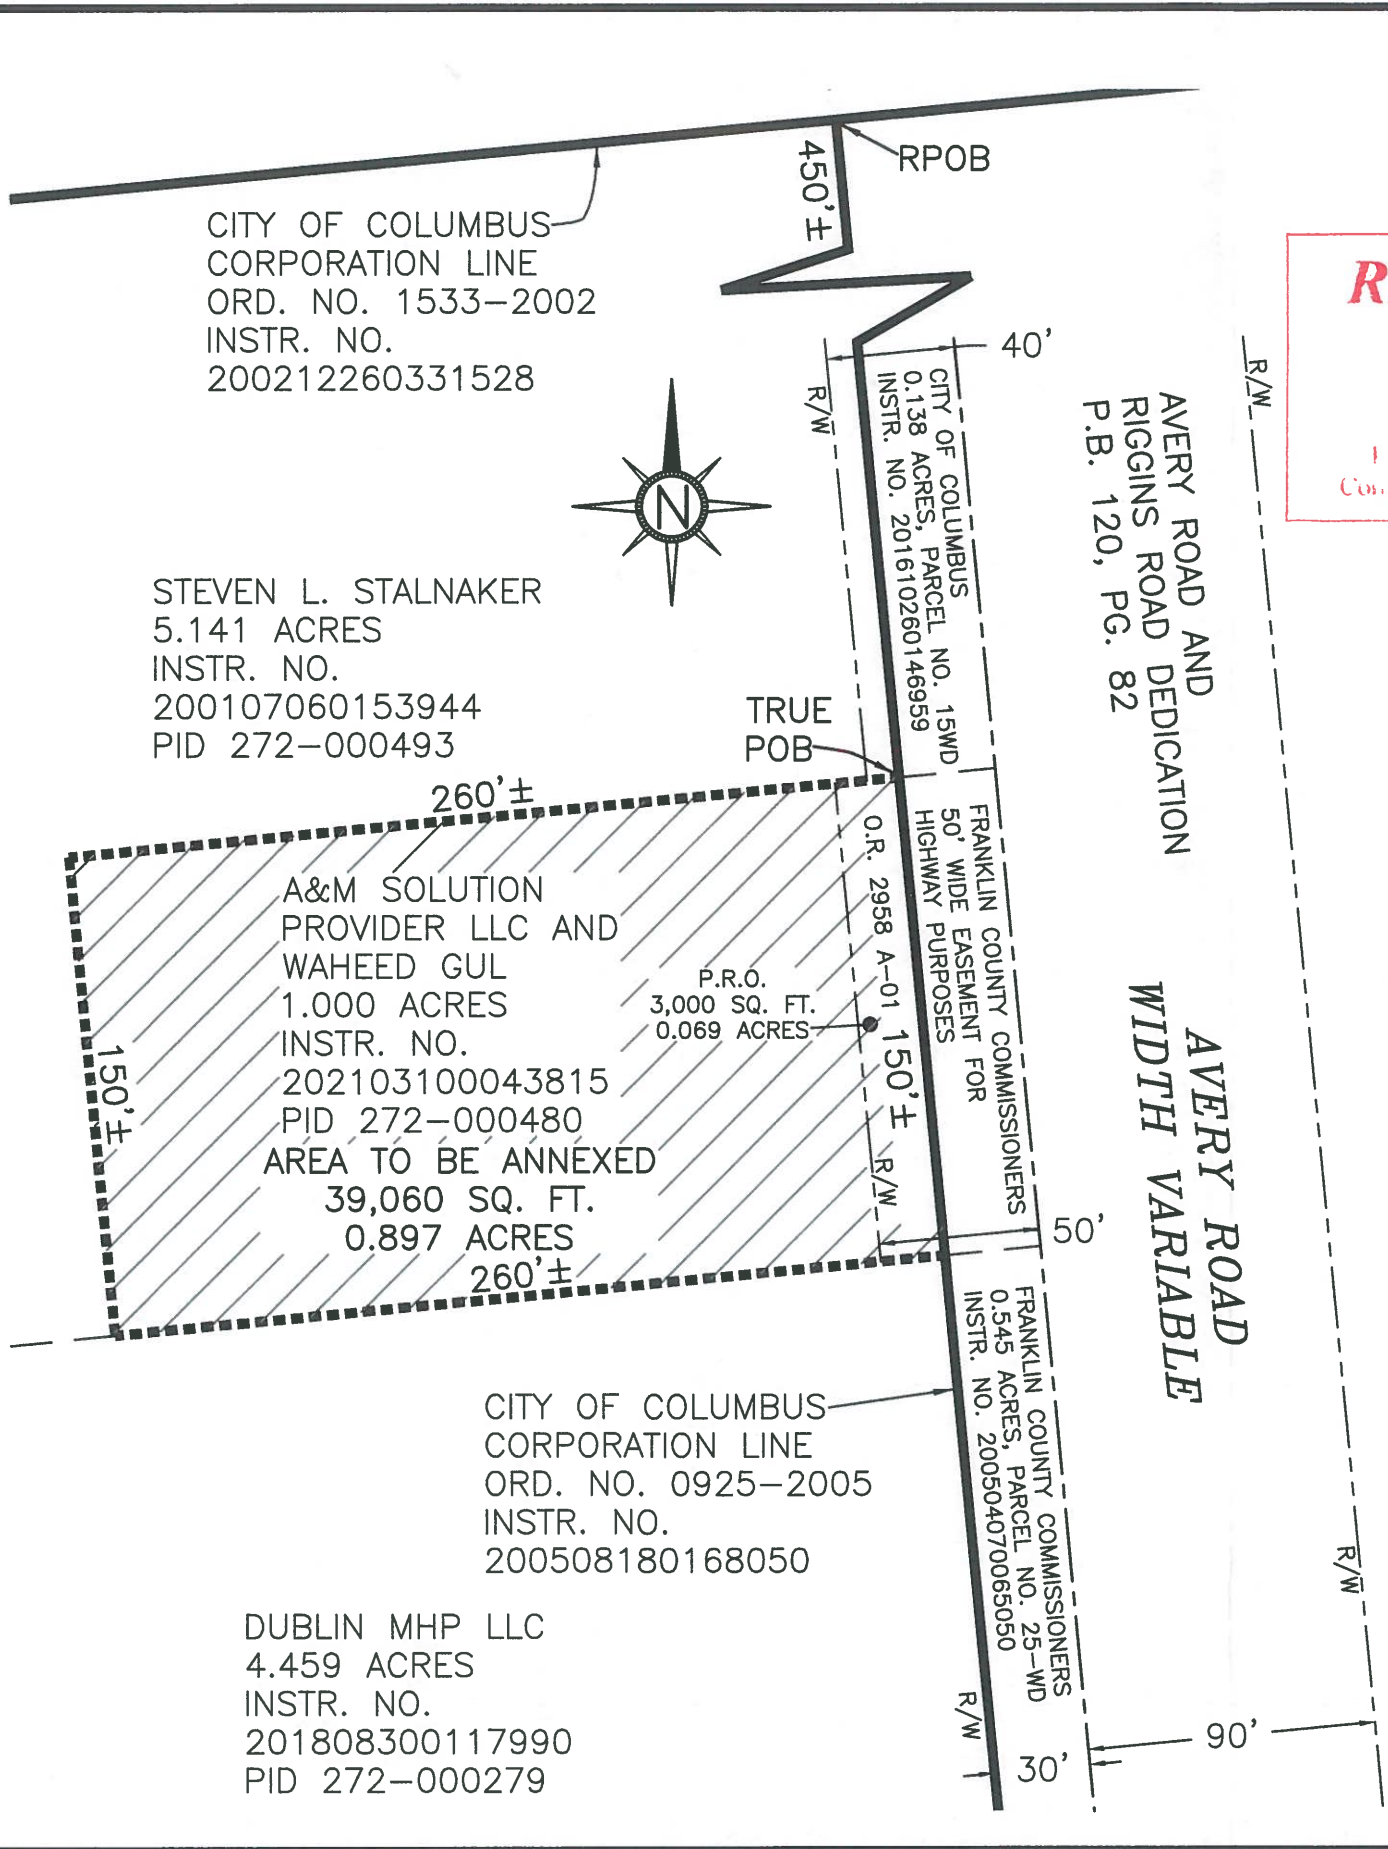 RPOB
450'±
CITY OF COLUMBUS
CORPORATION LINE
ORD. NO. 1533-2002
INSTR. NO.
200212260331528
R
40'
R/W
R/W
CITY OF COLUMBUS
0.138 ACRES, PARCEL NO. 15WD
INSTR. NO. 201610260146959
AVERY ROAD AND
RIGGINS ROAD DEDICATION
P.B. 120, PG. 82
N
STEVEN L. STALNAKER
5.141 ACRES
INSTR. NO.
200107060153944
PID 272-000493
TRUE
POB
260'±
A&M SOLUTION
PROVIDER LLC AND
WAHEED GUL
1.000 ACRES
INSTR. NO.
202103100043815
PID 272-000480
AREA TO BE ANNEXED
39,060 SQ. FT.
0.897 ACRES
260'±
150'±
P.R.O.
3,000 SQ. FT.
0.069 ACRES
O.R. 2958 A-01
150'±
R/W
FRANKLIN COUNTY COMMISSIONERS
50' WIDE EASEMENT FOR
HIGHWAY PURPOSES
50'
AVERY ROAD
WIDTH VARIABLE
CITY OF COLUMBUS
CORPORATION LINE
ORD. NO. 0925-2005
INSTR. NO.
200508180168050
FRANKLIN COUNTY COMMISSIONERS
0.545 ACRES, PARCEL NO. 25-WD
INSTR. NO. 200504070065050
R/W
DUBLIN MHP LLC
4.459 ACRES
INSTR. NO.
201808300117990
PID 272-000279
R/W
90'
30'